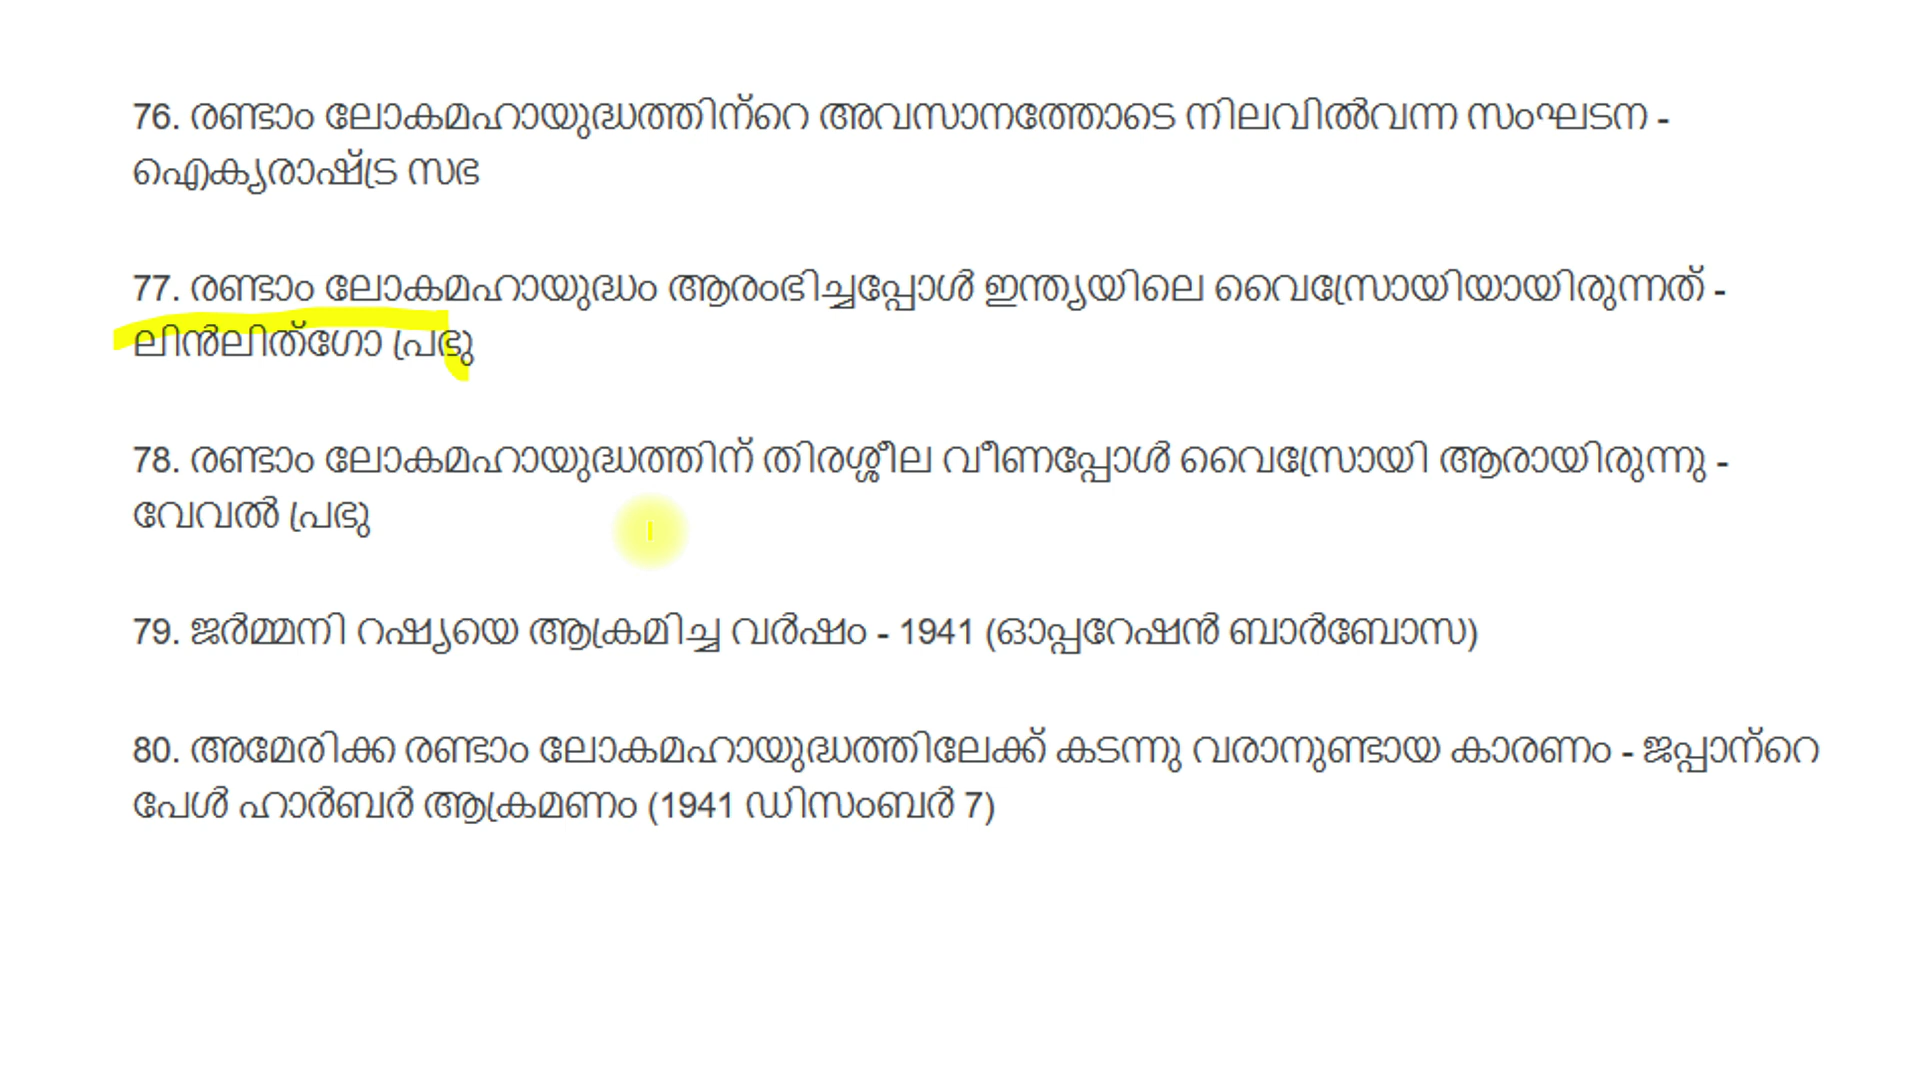 76. രണ്ടാം ലോകമഹായുദ്ധത്തിന്റെ അവസാനത്തോടെ നിലവിൽവന്ന സംഘടന -
ഐക്യരാഷ്ട്ര സഭ
77. രണ്ടാം ലോകമഹായുദ്ധം ആരംഭിച്ചപ്പോൾ ഇന്ത്യയിലെ വൈസ്രോയിയായിരുന്നത് -
ലിൻലിത്ഗോ പ്രഭു
78. രണ്ടാം ലോകമഹായുദ്ധത്തിന് തിരശ്ശീല വീണപ്പോൾ വൈസ്രോയി ആരായിരുന്നു -
വേവൽ പ്രഭു
79. ജർമ്മനി റഷ്യയെ ആക്രമിച്ച വർഷം - 1941 (ഓപ്പറേഷൻ ബാർബോസ)
80. അമേരിക്ക രണ്ടാം ലോകമഹായുദ്ധത്തിലേക്ക് കടന്നു വരാനുണ്ടായ കാരണം - ജപ്പാന്റെ
പേൾ ഹാർബർ ആക്രമണം (1941 ഡിസംബർ 7)